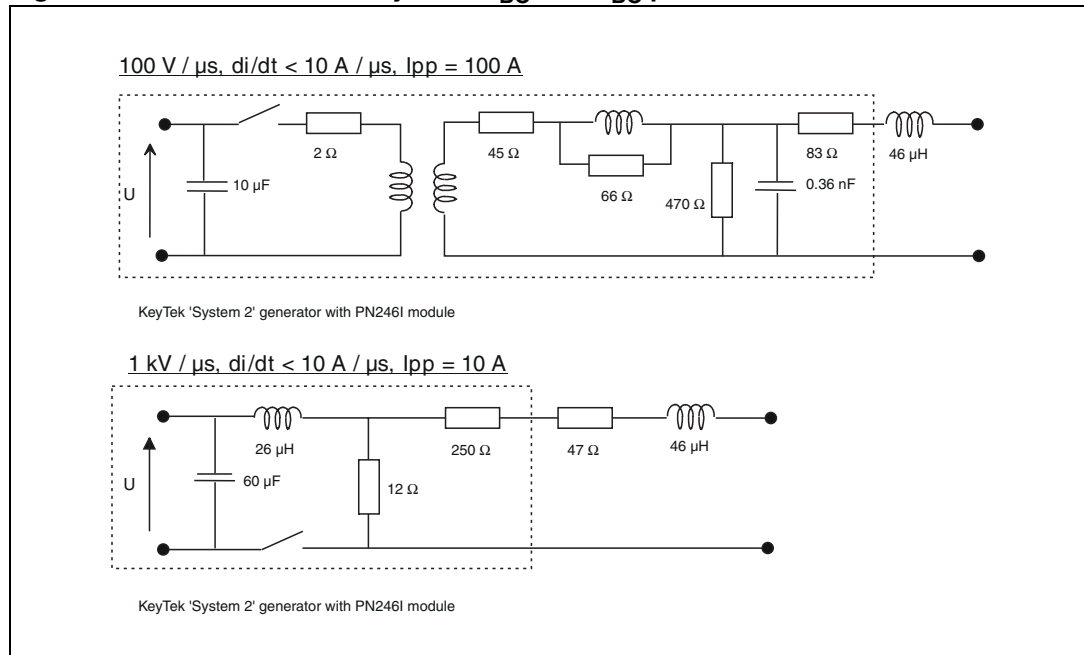 100 V / µs, di/dt < 10 A / µs, Ipp = 100 A
2 Ω
45 Ω
83 Ω
46 µH
U
10 µF
66 Ω
470 Ω
0.36 nF
KeyTek 'System 2' generator with PN246I module
1 kV / µs, di/dt < 10 A / µs, Ipp = 10 A
26 µH
250 Ω
47 Ω
46 µH
U
60 µF
12 Ω
KeyTek 'System 2' generator with PN246I module